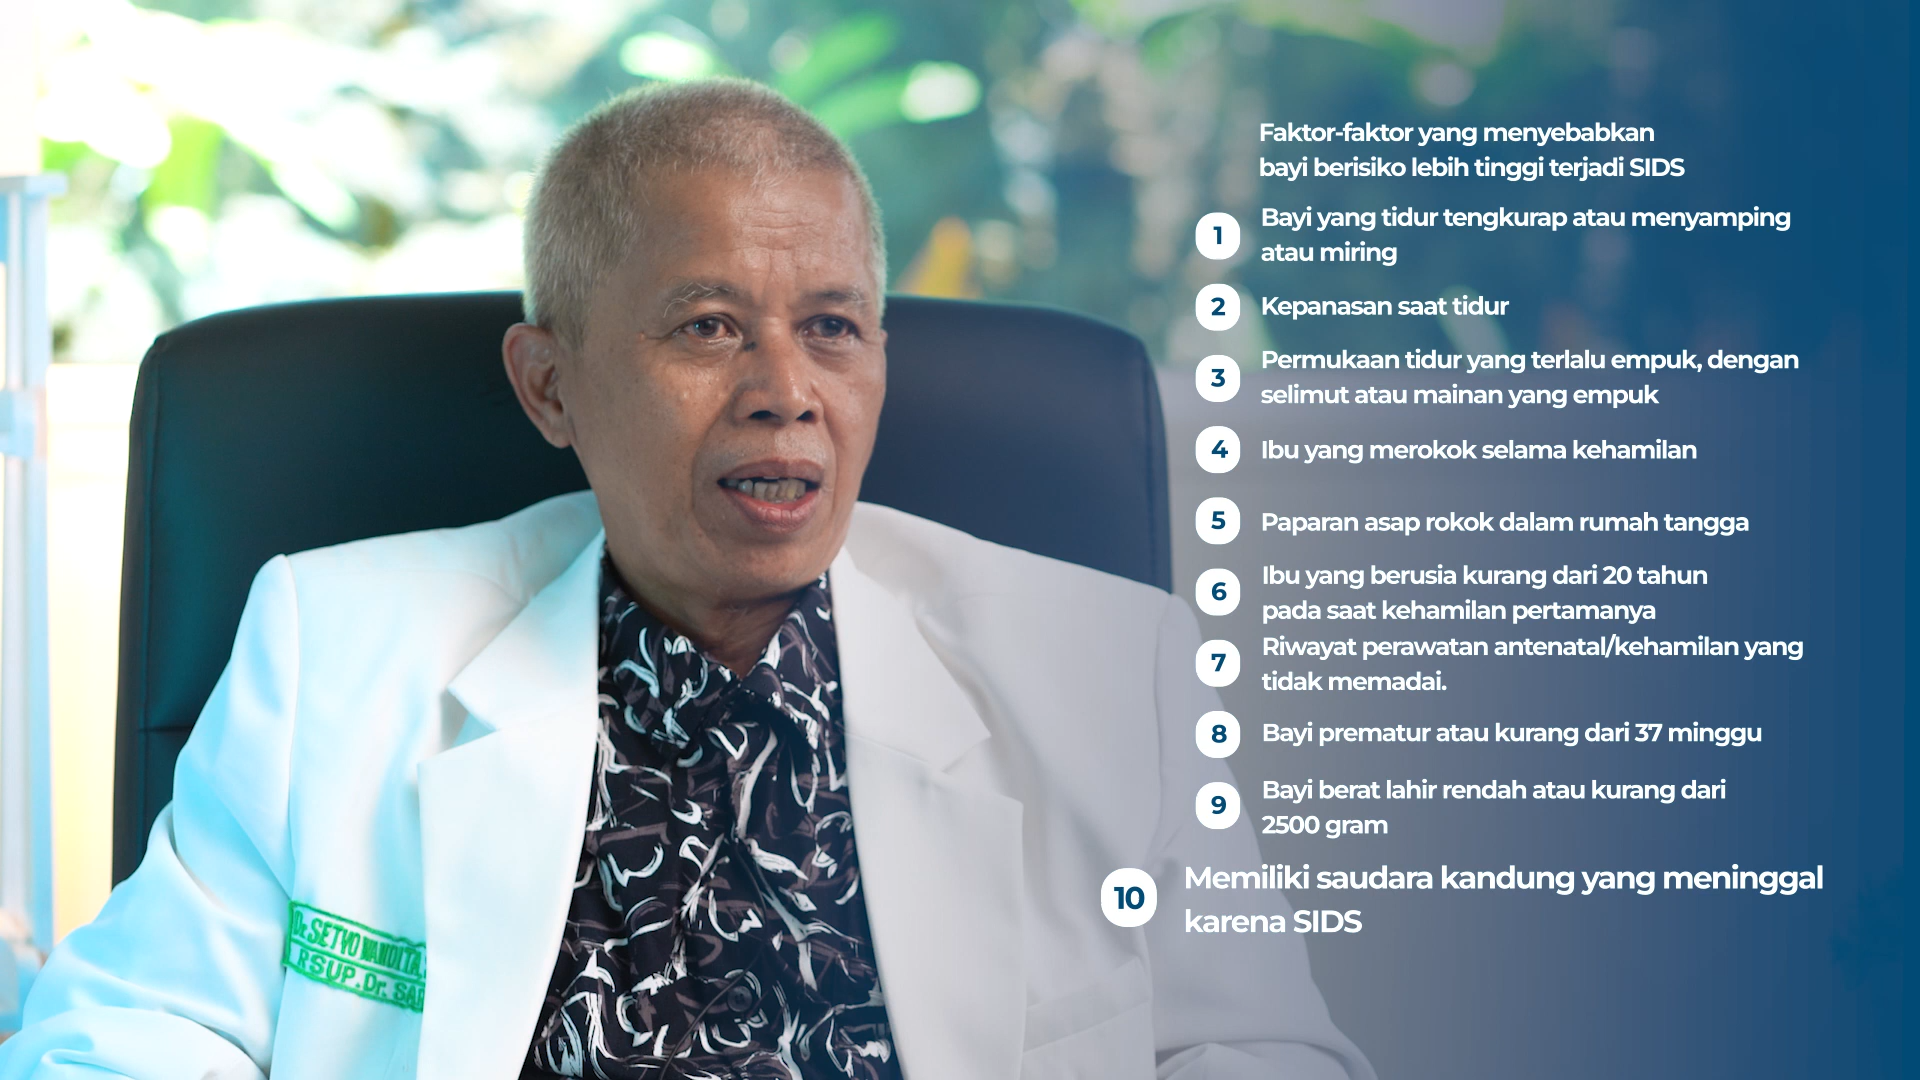 Faktor-faktor yang menyebabkan
bayi berisiko lebih tinggi terjadi SIDS
1 Bayi yang tidur tengkurap atau menyamping
atau miring
2 Kepanasan saat tidur
3 Permukaan tidur yang terlalu empuk, dengan
selimut atau mainan yang empuk
4 Ibu yang merokok selama kehamilan
5 Paparan asap rokok dalam rumah tangga
6 Ibu yang berusia kurang dari 20 tahun
pada saat kehamilan pertamanya
7 Riwayat perawatan antenatal/kehamilan yang
tidak memadai.
8 Bayi prematur atau kurang dari 37 minggu
9 Bayi berat lahir rendah atau kurang dari
2500 gram
10 Memiliki saudara kandung yang meninggal
karena SIDS
Dr. SETYO
RSUP. Dr.